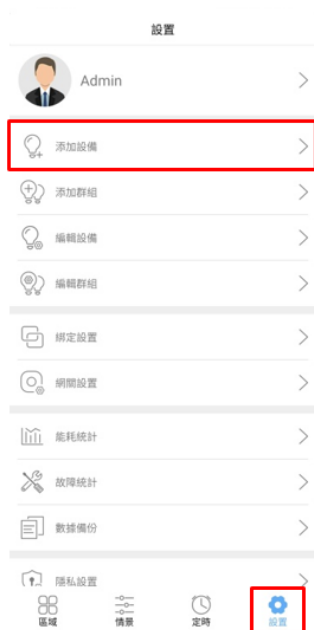 設置
Admin
添加設備
添加群組
編輯設備
編輯群組
綁定設置
網關設置
能耗統計
故障統計
數據備份
隱私設置
區域 情景 定時 設置